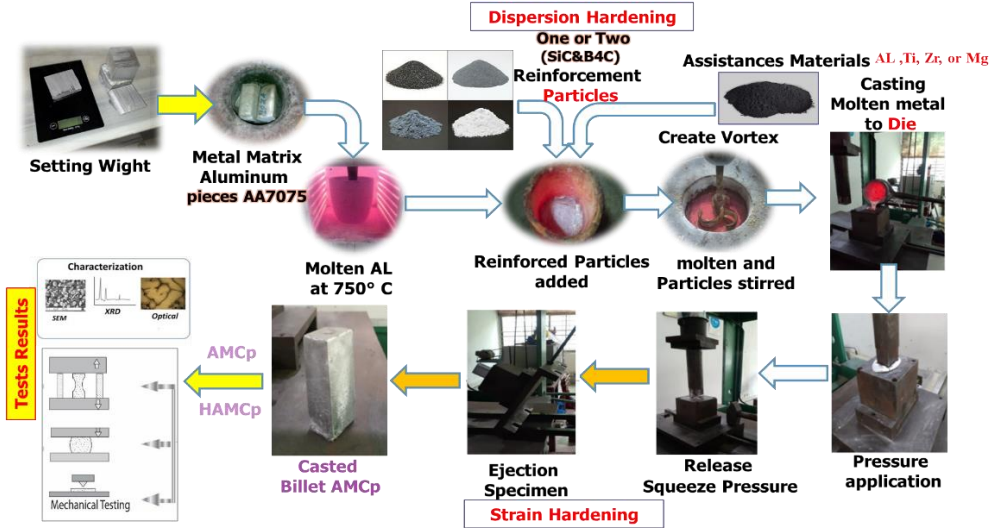 Dispersion Hardening
One or Two
(SiC&B4C)
Reinforcement
Particles
Assistances Materials AL ,Ti, Zr, or Mg
Casting
Molten metal
to Die
Setting Wight
Metal Matrix
Aluminum
pieces AA7075
Create Vortex
Molten AL
at 750° C
Reinforced Particles
added
molten and
Particles stirred
Characterization
SEM
XRD
Optical
Tests Results
Mechanical Testing
AMCp
HAMCp
Casted
Billet AMCp
Ejection
Specimen
Release
Squeeze Pressure
Pressure
application
Strain Hardening